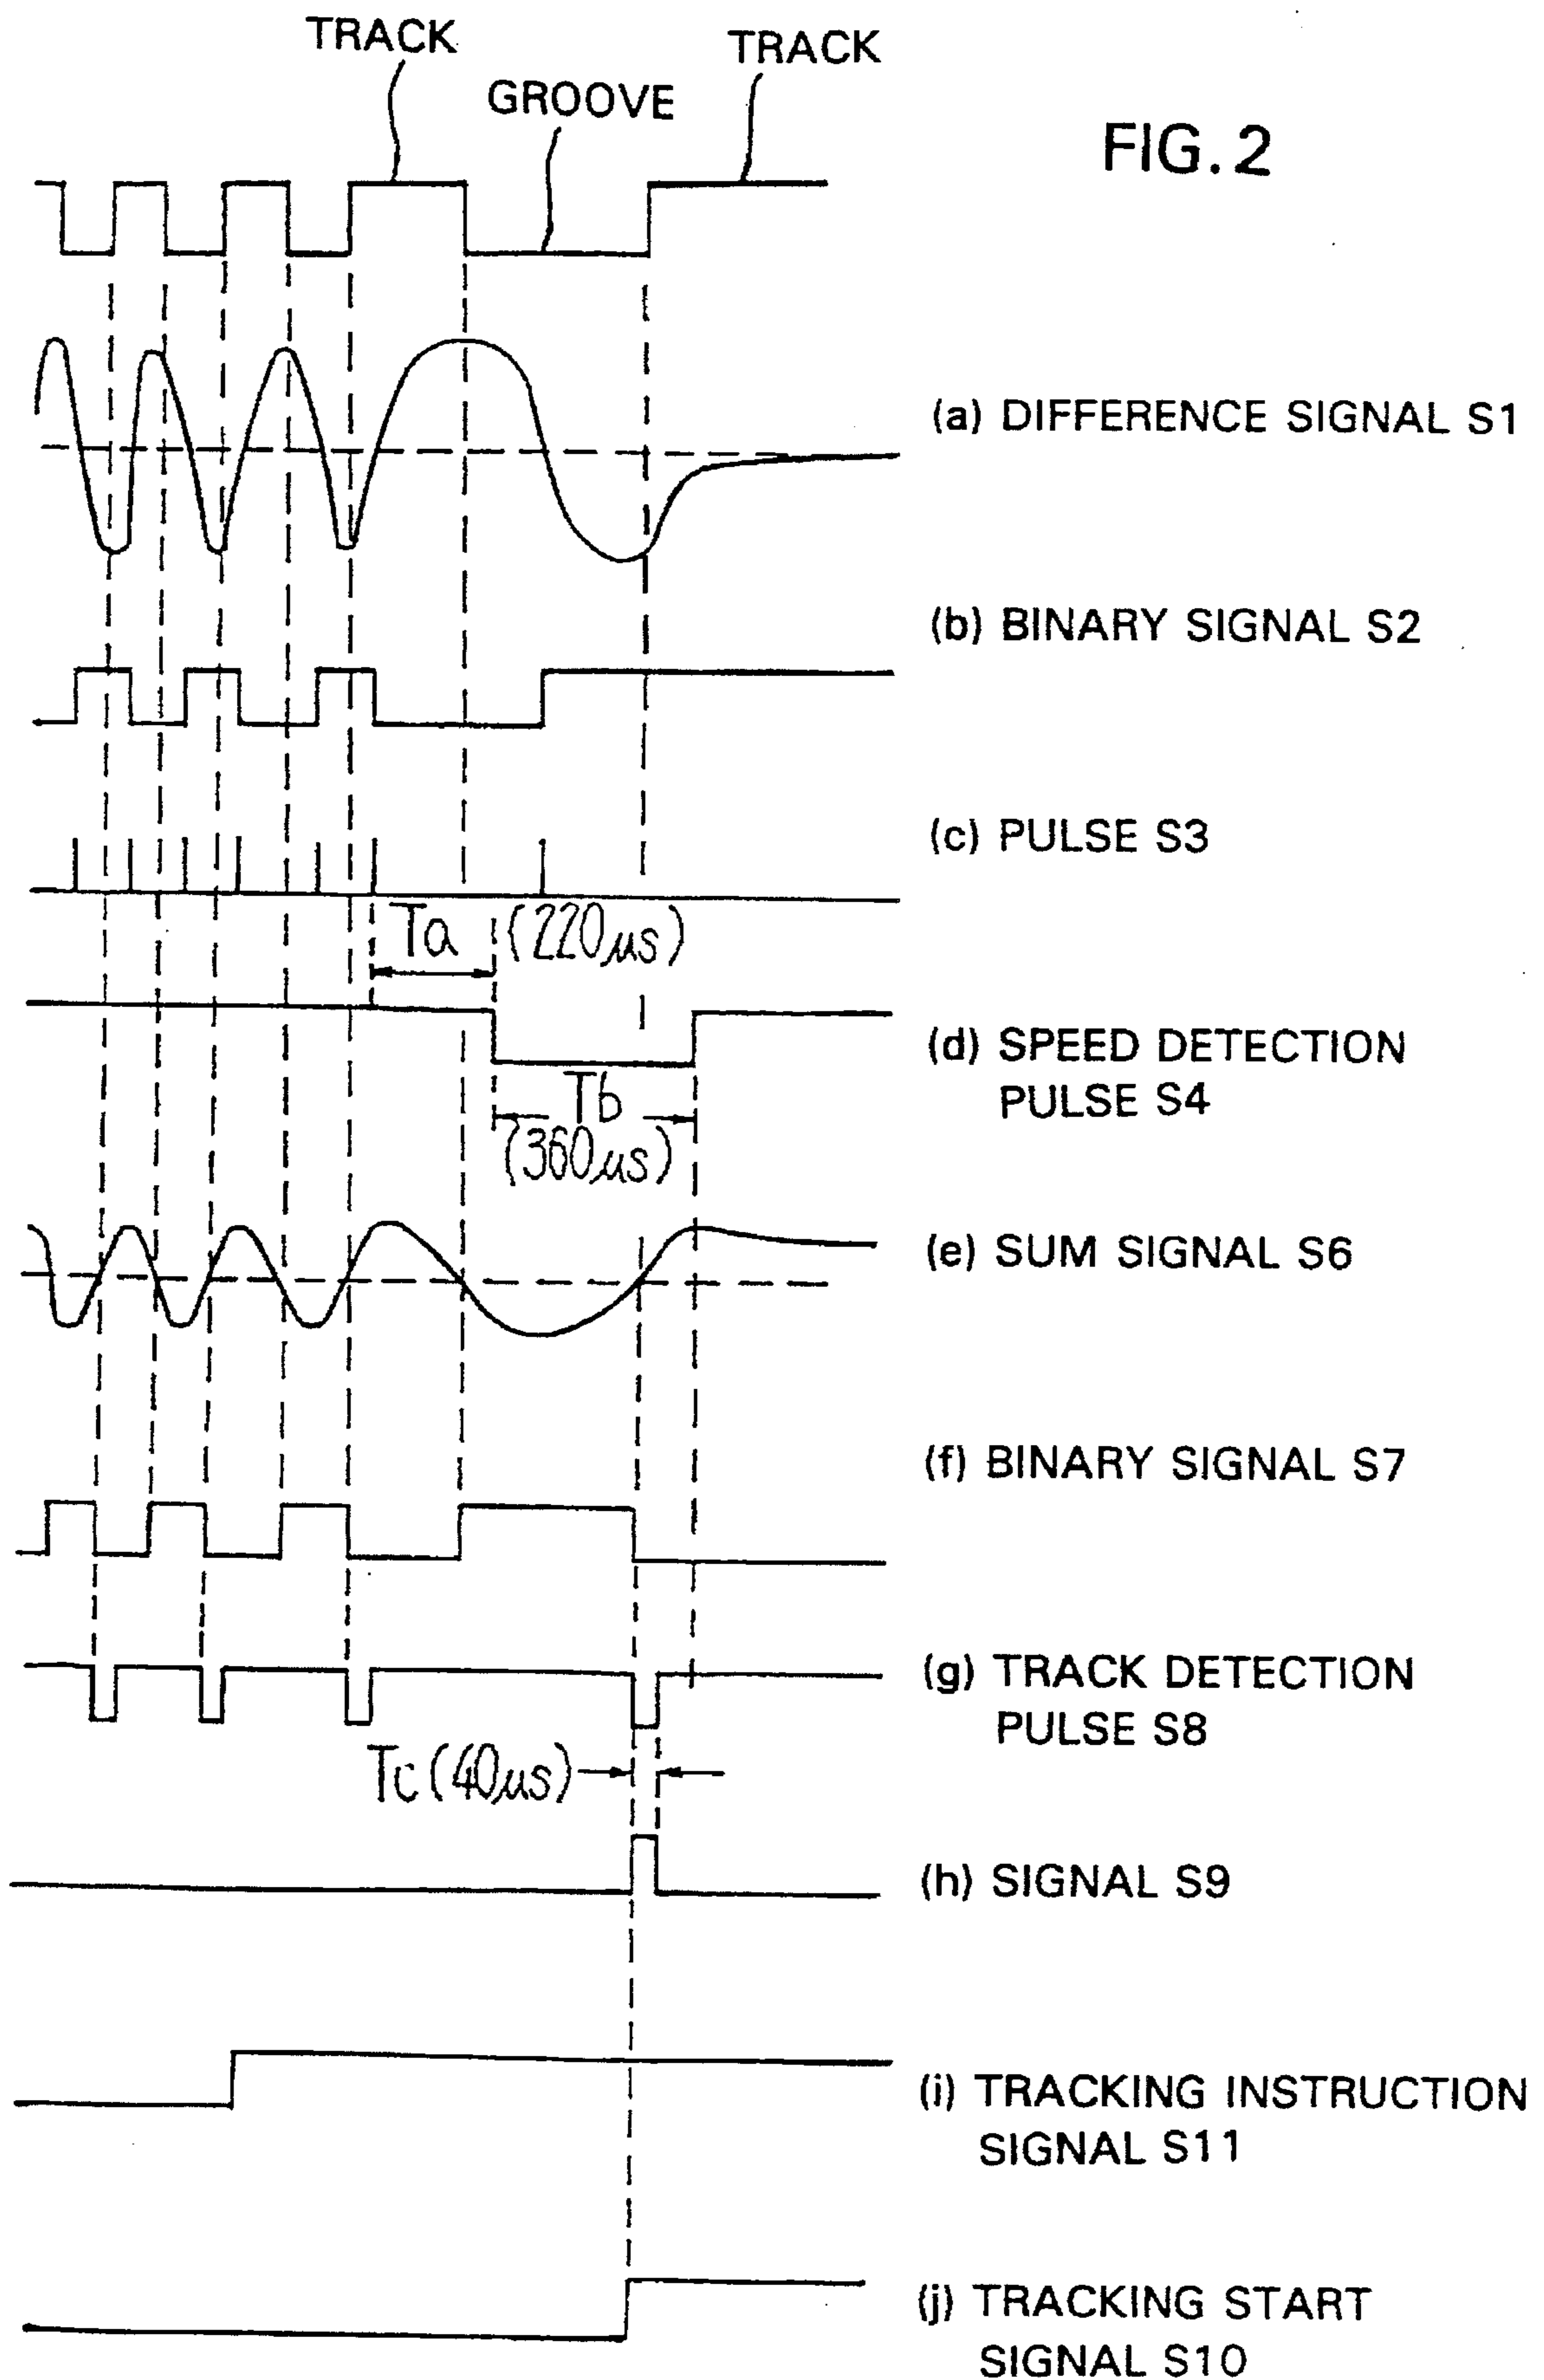 TRACK
TRACK
GROOVE
FIG. 2
(a) DIFFERENCE SIGNAL S1
(b) BINARY SIGNAL S2
(c) PULSE S3
Ta (220μs)
(d) SPEED DETECTION
PULSE S4
Tb
(360μs)
(e) SUM SIGNAL S6
(f) BINARY SIGNAL S7
(g) TRACK DETECTION
PULSE S8
Tc (40μs)
(h) SIGNAL S9
(i) TRACKING INSTRUCTION
SIGNAL S11
(j) TRACKING START
SIGNAL S10